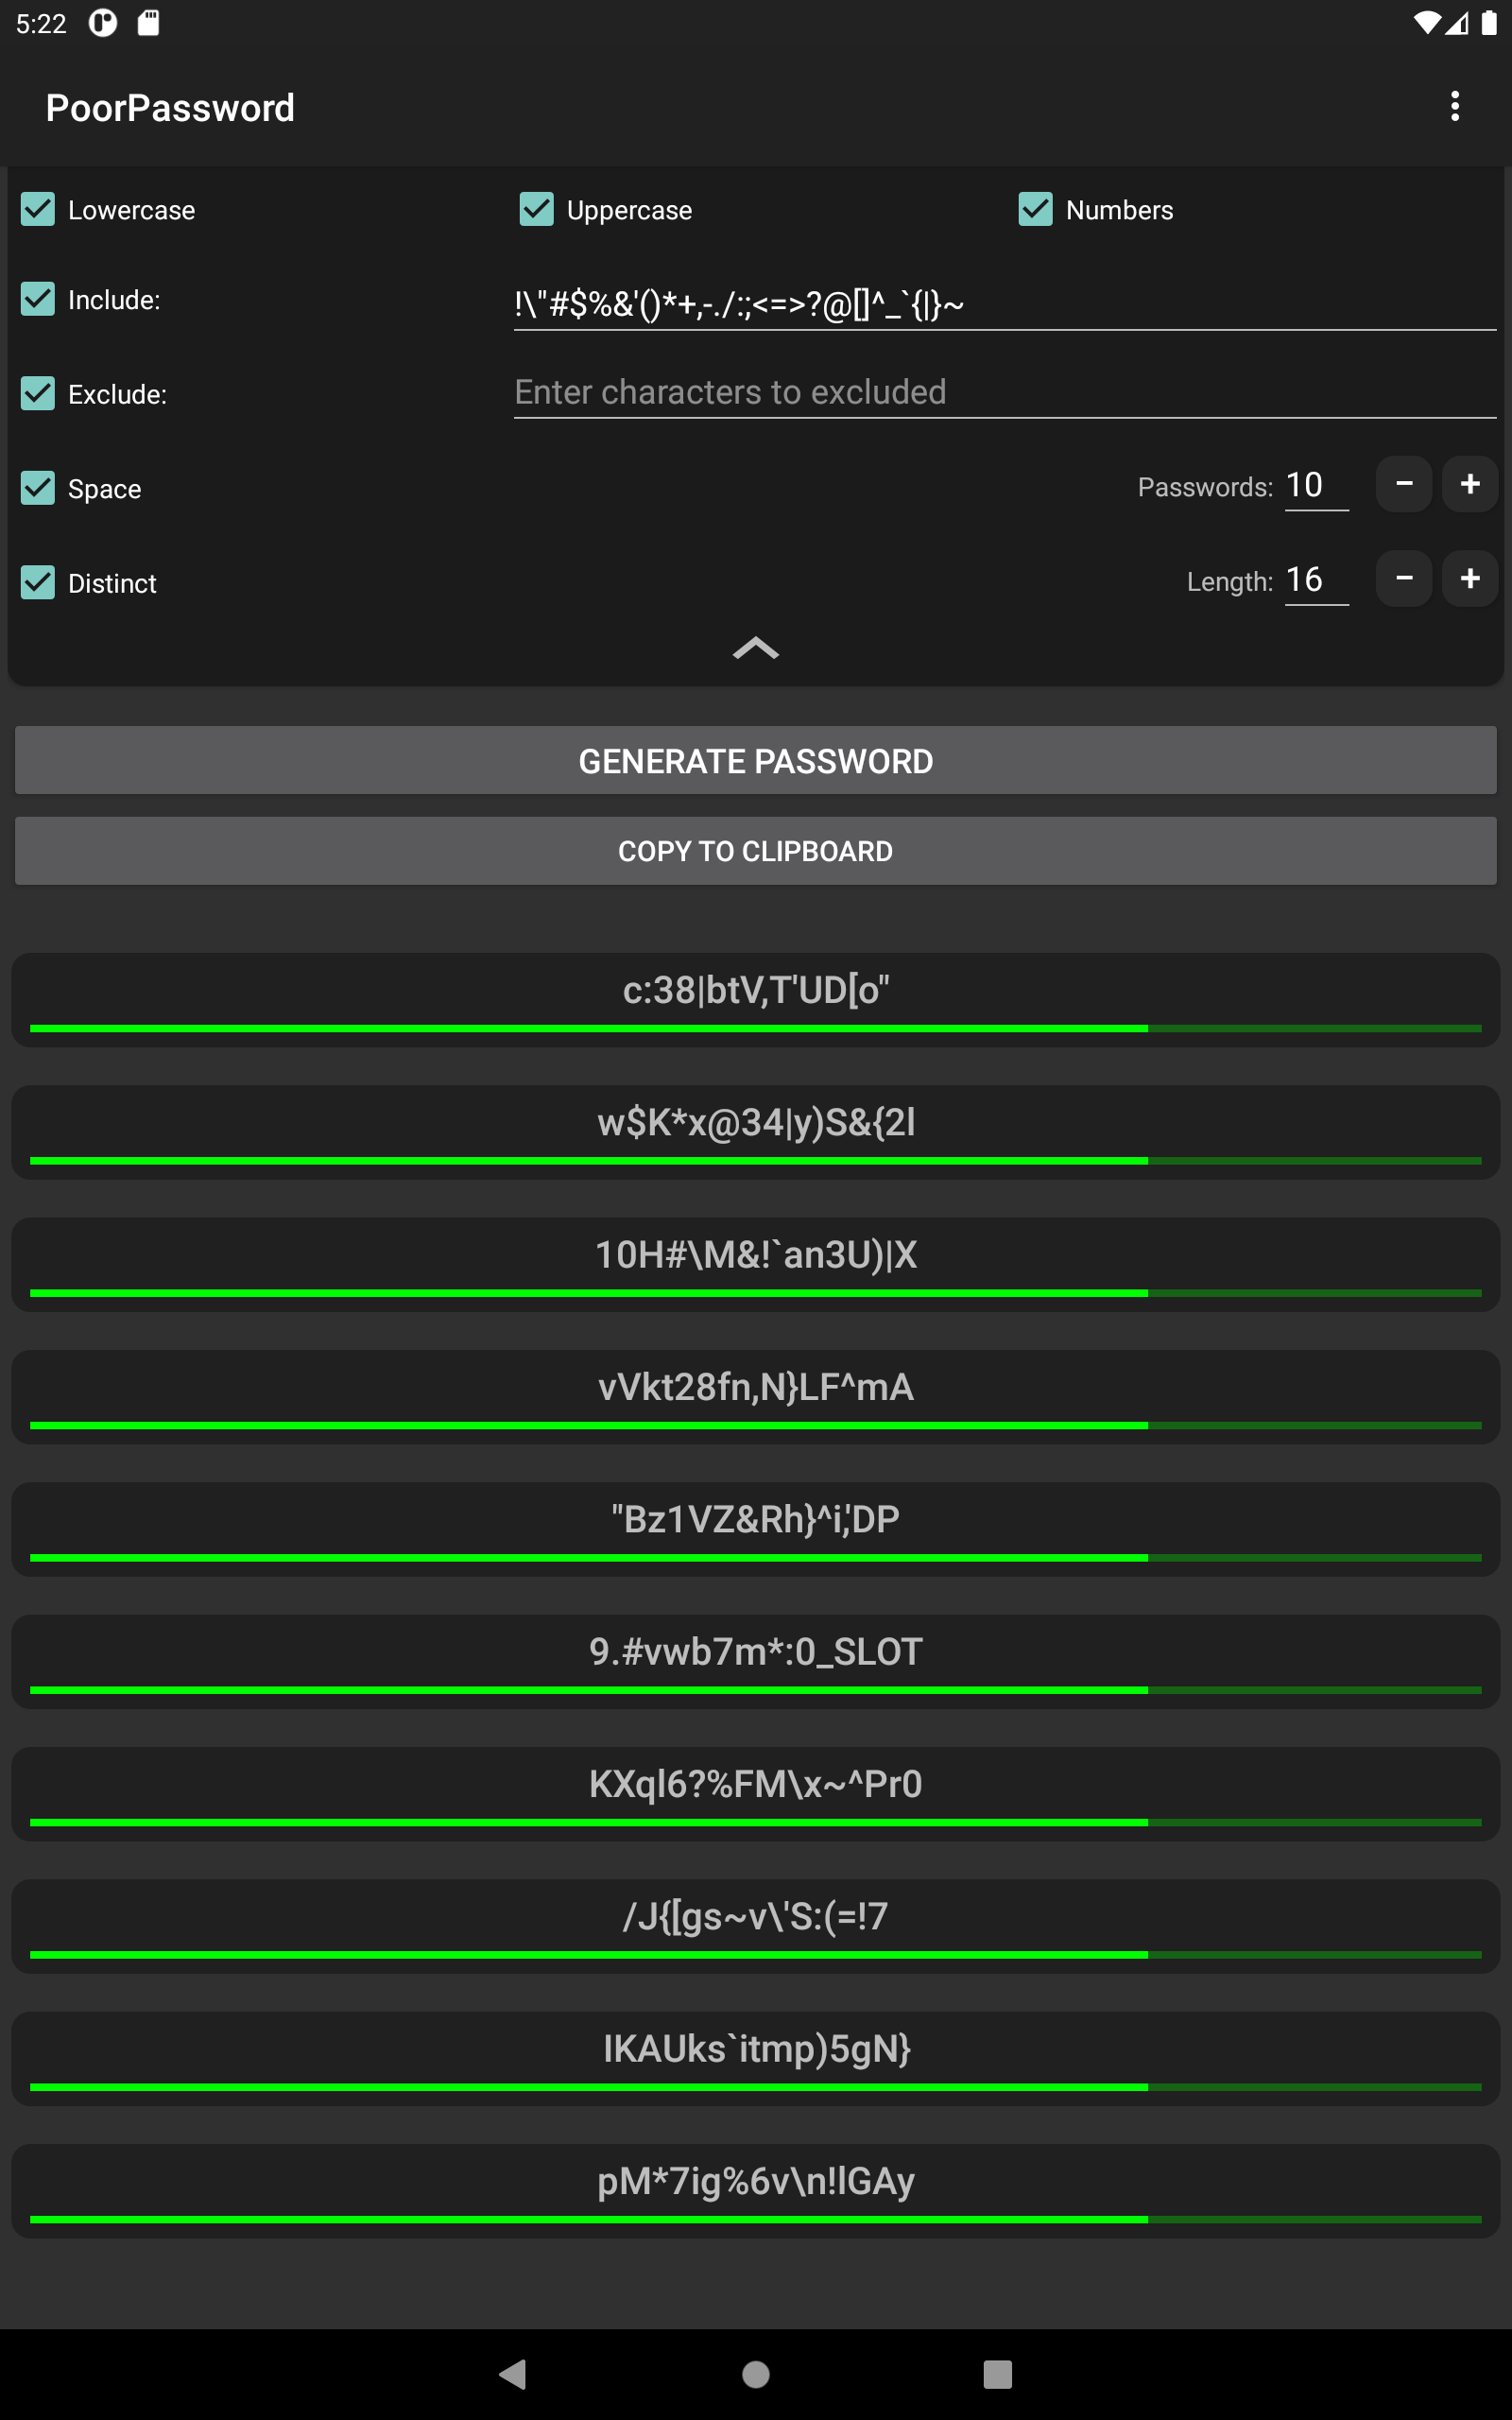 5:22
PoorPassword
Lowercase Uppercase Numbers
Include: !\"#$%&'()*+,-./:;<=>?@[]^_`{|}~
Exclude: Enter characters to excluded
Space Passwords: 10 − +
Distinct Length: 16 − +
GENERATE PASSWORD
COPY TO CLIPBOARD
c:38|btV,T'UD[o"
w$K*x@34|y)S&{2l
10H#\M&!`an3U)|X
vVkt28fn,N}LF^mA
"Bz1VZ&Rh}^i,'DP
9.#vwb7m*:0_SLOT
KXql6?%FM\x~^Pr0
/J{[gs~v\'S:(=!7
IKAUks`itmp)5gN}
pM*7ig%6v\n!lGAy